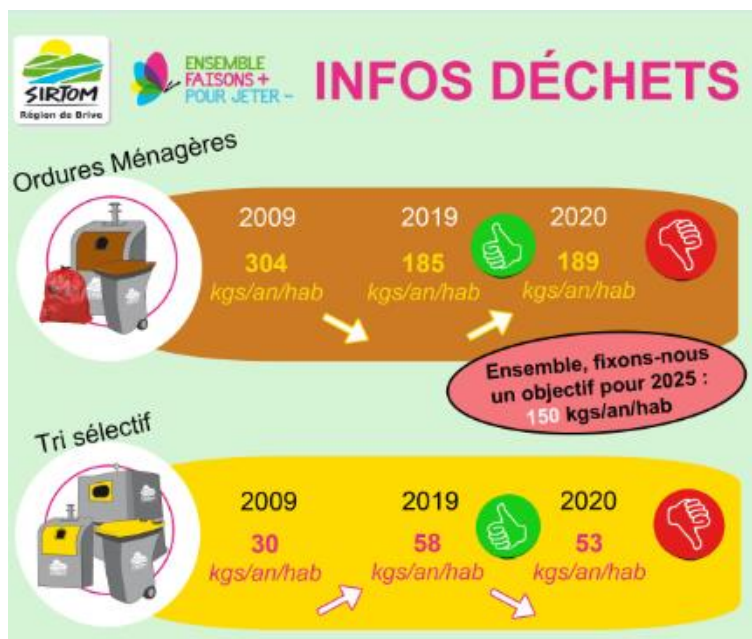 SIRTOM
Région de Brive
ENSEMBLE
FAISONS +
POUR JETER -
INFOS DÉCHETS
Ordures Ménagères
2009 2019 2020
304 185 189
kgs/an/hab kgs/an/hab kgs/an/hab
Ensemble, fixons-nous
un objectif pour 2025 :
150 kgs/an/hab
Tri sélectif
2009 2019 2020
30 58 53
kgs/an/hab kgs/an/hab kgs/an/hab